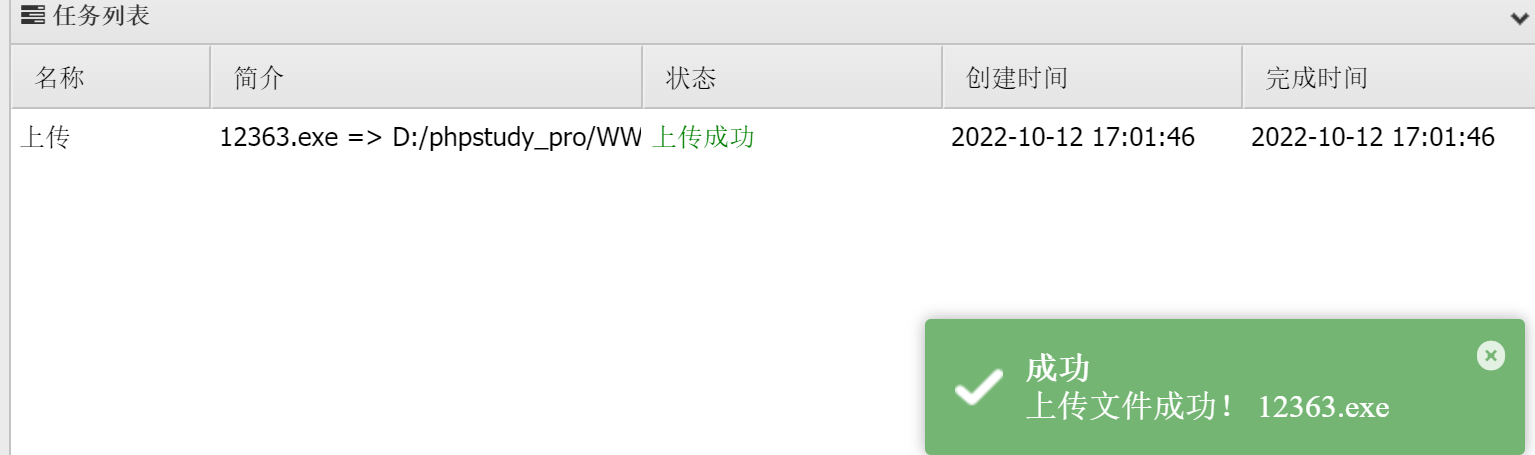 任务列表
名称 简介 状态 创建时间 完成时间
上传 12363.exe => D:/phpstudy_pro/WW 上传成功 2022-10-12 17:01:46 2022-10-12 17:01:46
成功
上传文件成功！ 12363.exe